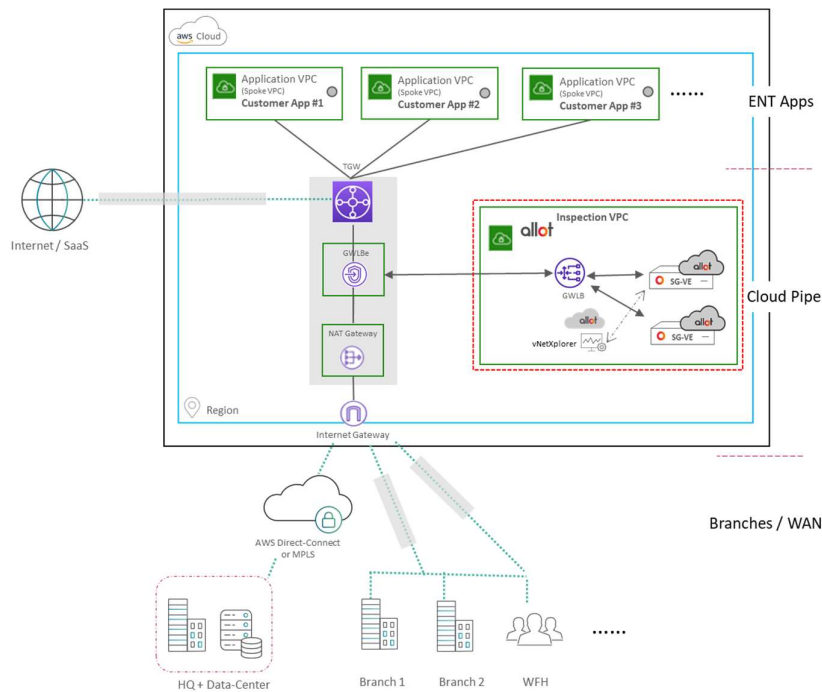 aws Cloud
Application VPC
(Spoke VPC)
Customer App #1
Application VPC
(Spoke VPC)
Customer App #2
Application VPC
(Spoke VPC)
Customer App #3
......
ENT Apps
TGW
Internet / SaaS
Inspection VPC
allot
GWLBe
GWLB
allot
SG-VE
Cloud Pipe
allot
vNetXplorer
allot
SG-VE
NAT Gateway
Region
Internet Gateway
AWS Direct-Connect
or MPLS
Branches / WAN
HQ + Data-Center
Branch 1
Branch 2
WFH
......